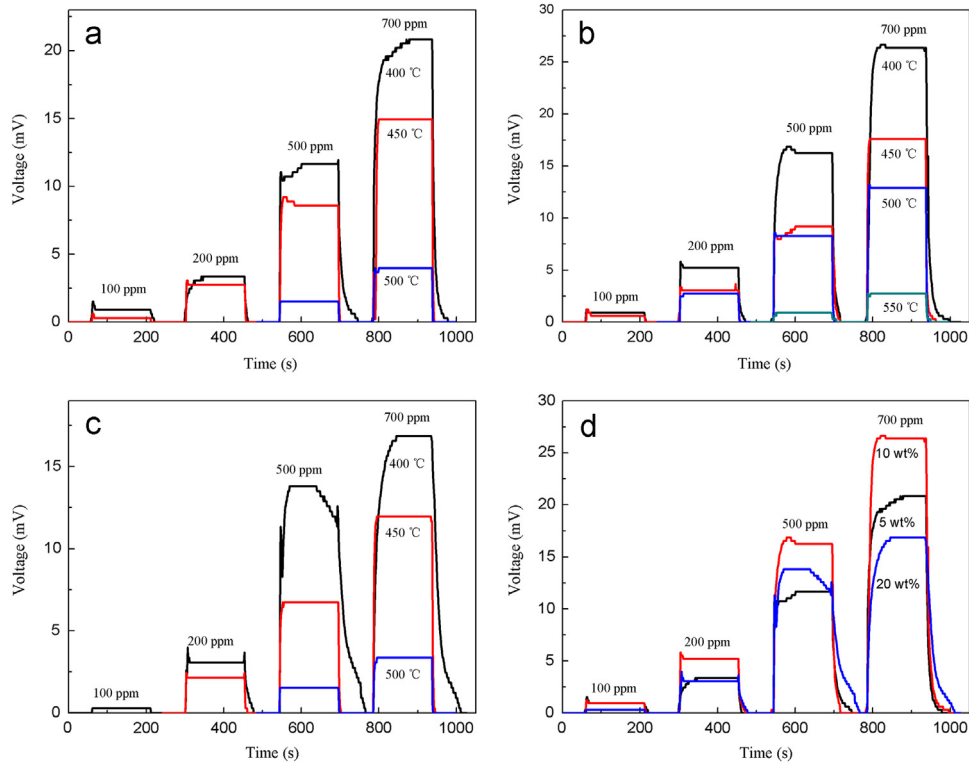 a
25
20
15
10
5
0
Voltage (mV)
100 ppm
200 ppm
500 ppm
700 ppm
400 ℃
450 ℃
500 ℃
0 200 400 600 800 1000
Time (s)
b
30
25
20
15
10
5
0
Voltage (mV)
100 ppm
200 ppm
500 ppm
700 ppm
400 ℃
450 ℃
500 ℃
550 ℃
0 200 400 600 800 1000
Time (s)
c
15
10
5
0
Voltage (mV)
100 ppm
200 ppm
500 ppm
700 ppm
400 ℃
450 ℃
500 ℃
0 200 400 600 800 1000
Time (s)
d
30
25
20
15
10
5
0
Voltage (mV)
100 ppm
200 ppm
500 ppm
700 ppm
10 wt%
5 wt%
20 wt%
0 200 400 600 800 1000
Time (s)